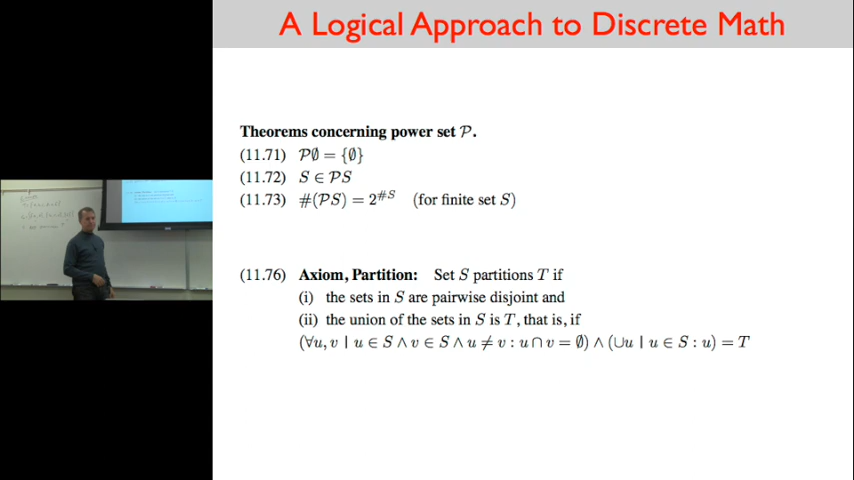 A Logical Approach to Discrete Math
Theorems concerning power set 𝒫.
(11.71) 𝒫∅ = {∅}
(11.72) S ∈ 𝒫S
(11.73) #(𝒫S) = 2^#S (for finite set S)
(11.76) Axiom, Partition: Set S partitions T if
(i) the sets in S are pairwise disjoint and
(ii) the union of the sets in S is T, that is, if
(∀u, v | u ∈ S ∧ v ∈ S ∧ u ≠ v : u ∩ v = ∅) ∧ (∪u | u ∈ S : u) = T